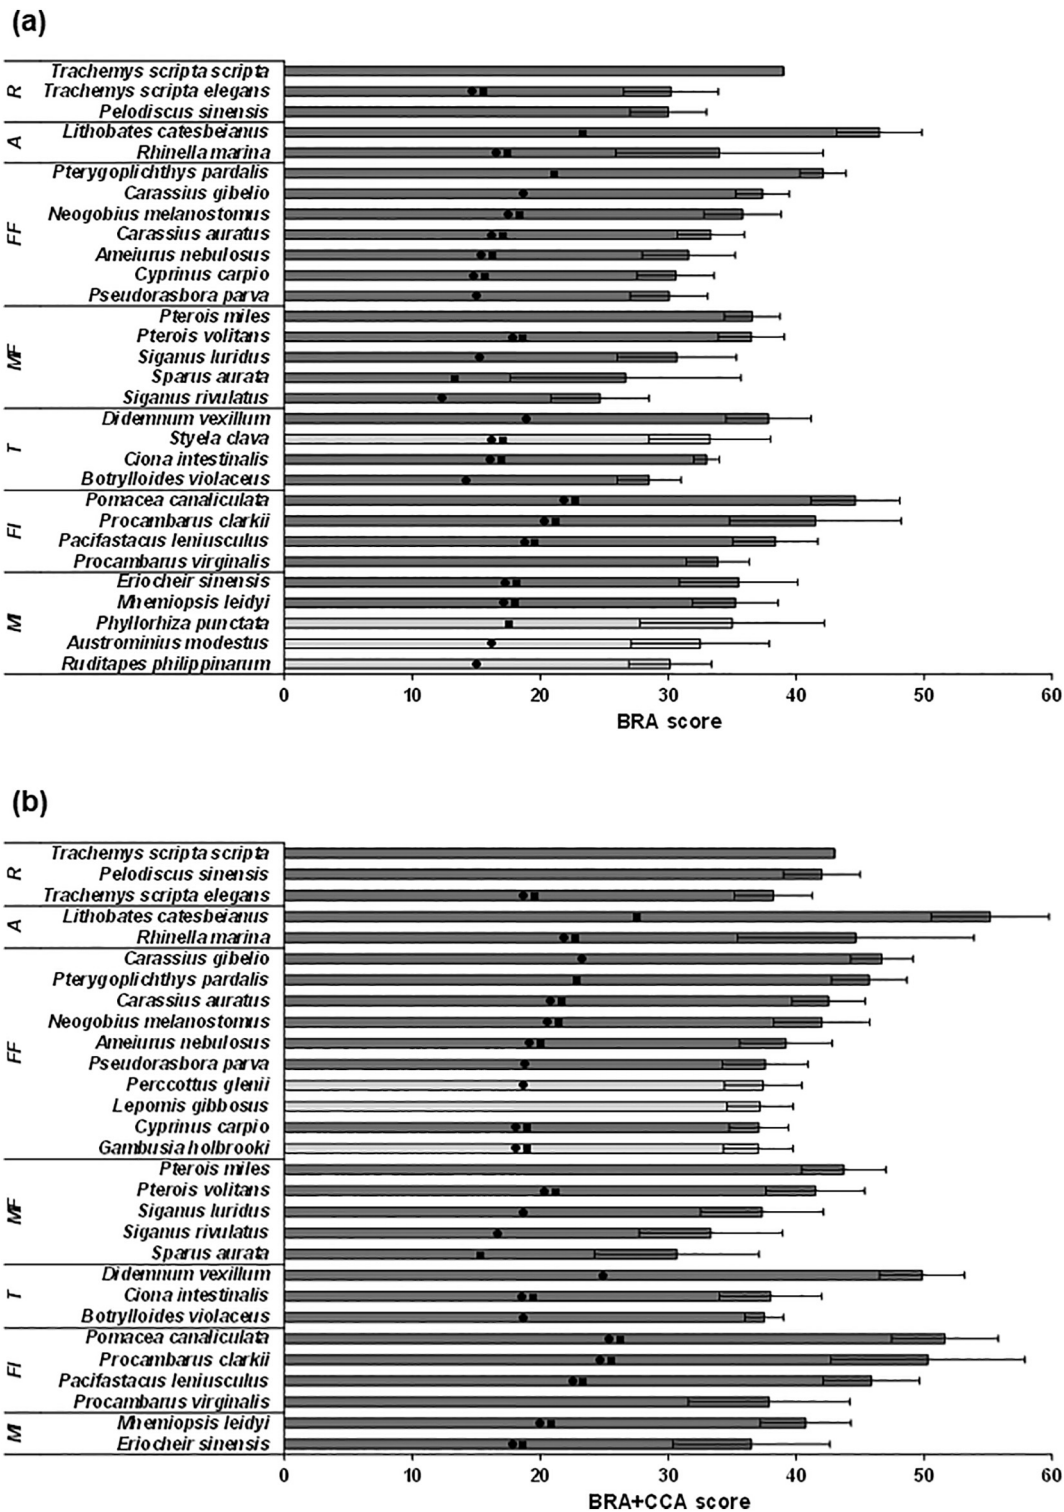 (a)
R
Trachemys scripta scripta
Trachemys scripta elegans
Pelodiscus sinensis
A
Lithobates catesbeianus
Rhinella marina
FF
Pterygoplichthys pardalis
Carassius gibelio
Neogobius melanostomus
Carassius auratus
Ameiurus nebulosus
Cyprinus carpio
Pseudorasbora parva
MF
Pterois miles
Pterois volitans
Siganus luridus
Sparus aurata
Siganus rivulatus
T
Didemnum vexillum
Styela clava
Ciona intestinalis
Botrylloides violaceus
FI
Pomacea canaliculata
Procambarus clarkii
Pacifastacus leniusculus
Procambarus virginalis
MI
Eriocheir sinensis
Mnemiopsis leidyi
Phyllorhiza punctata
Austrominius modestus
Ruditapes philippinarum
0 10 20 30 40 50 60
BRA score
(b)
R
Trachemys scripta scripta
Pelodiscus sinensis
Trachemys scripta elegans
A
Lithobates catesbeianus
Rhinella marina
FF
Carassius gibelio
Pterygoplichthys pardalis
Carassius auratus
Neogobius melanostomus
Ameiurus nebulosus
Pseudorasbora parva
Perccottus glenii
Lepomis gibbosus
Cyprinus carpio
Gambusia holbrooki
MF
Pterois miles
Pterois volitans
Siganus luridus
Siganus rivulatus
Sparus aurata
T
Didemnum vexillum
Ciona intestinalis
Botrylloides violaceus
FI
Pomacea canaliculata
Procambarus clarkii
Pacifastacus leniusculus
Procambarus virginalis
MI
Mnemiopsis leidyi
Eriocheir sinensis
0 10 20 30 40 50 60
BRA+CCA score